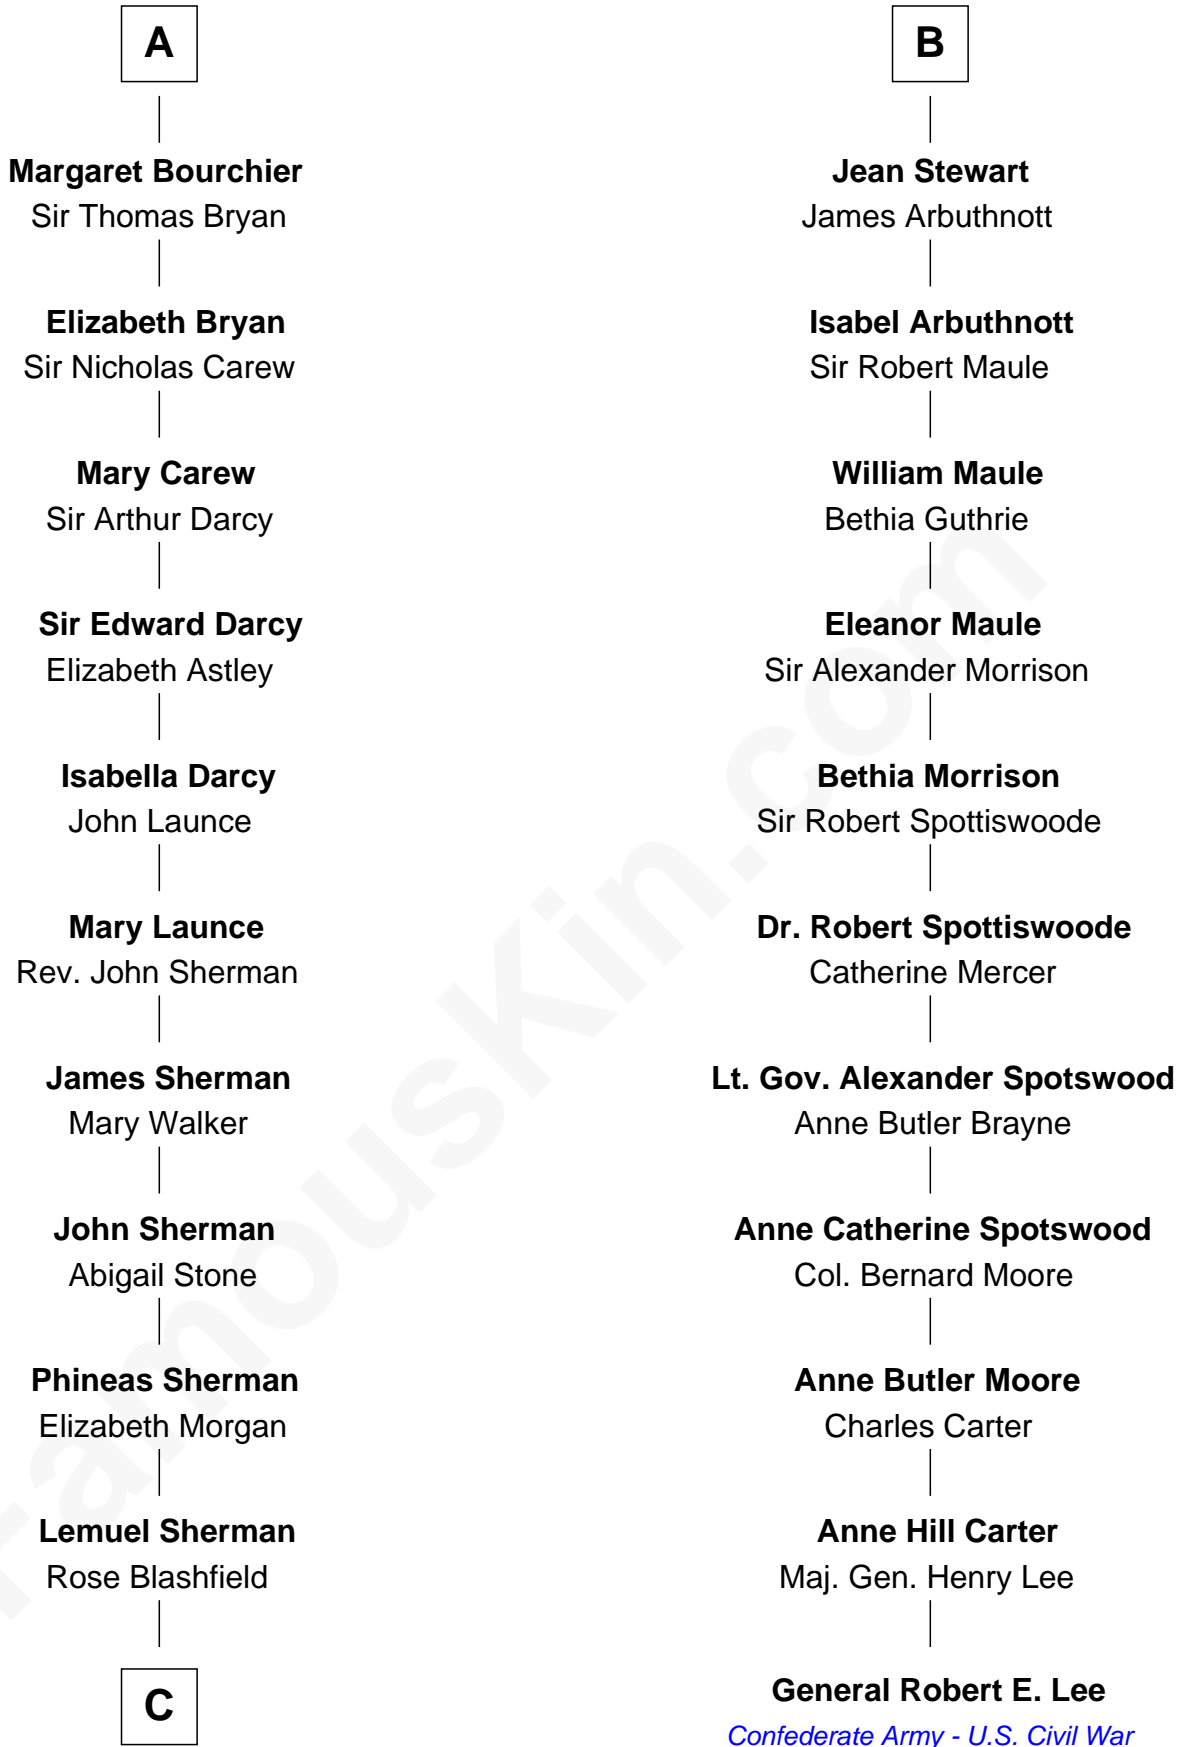 A
Margaret Bourchier
Sir Thomas Bryan
Elizabeth Bryan
Sir Nicholas Carew
Mary Carew
Sir Arthur Darcy
Sir Edward Darcy
Elizabeth Astley
Isabella Darcy
John Launce
Mary Launce
Rev. John Sherman
James Sherman
Mary Walker
John Sherman
Abigail Stone
Phineas Sherman
Elizabeth Morgan
Lemuel Sherman
Rose Blashfield
C
B
Jean Stewart
James Arbuthnott
Isabel Arbuthnott
Sir Robert Maule
William Maule
Bethia Guthrie
Eleanor Maule
Sir Alexander Morrison
Bethia Morrison
Sir Robert Spottiswoode
Dr. Robert Spottiswoode
Catherine Mercer
Lt. Gov. Alexander Spotswood
Anne Butler Brayne
Anne Catherine Spotswood
Col. Bernard Moore
Anne Butler Moore
Charles Carter
Anne Hill Carter
Maj. Gen. Henry Lee
General Robert E. Lee
Confederate Army - U.S. Civil War
FamousKin.com